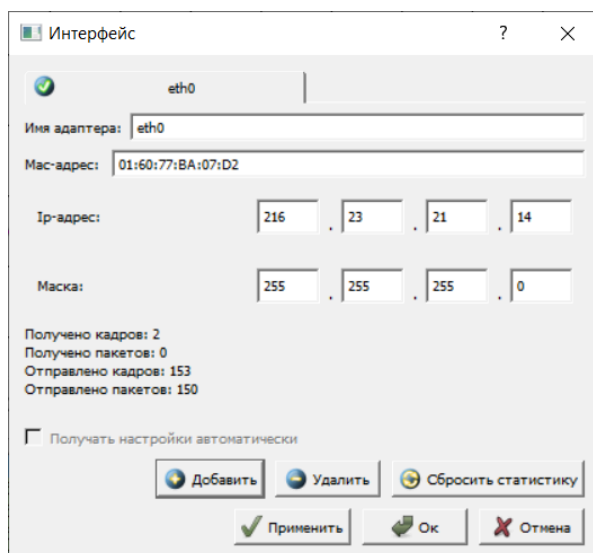 Интерфейс ?
eth0
Имя адаптера: eth0
Мас-адрес: 01:60:77:BA:07:D2
Ip-адрес: 216 . 23 . 21 . 14
Маска: 255 . 255 . 255 . 0
Получено кадров: 2
Получено пакетов: 0
Отправлено кадров: 153
Отправлено пакетов: 150
Получать настройки автоматически
Добавить Удалить Сбросить статистику
Применить Ок Отмена